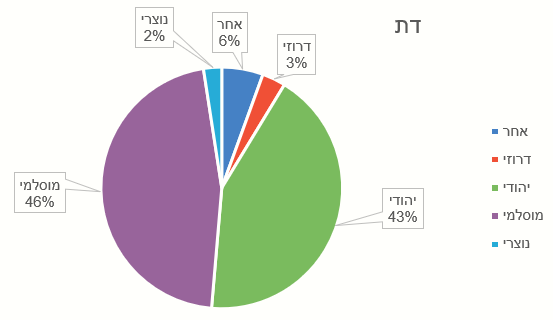 דת
נוצרי
2%
אחר
6%
דרוזי
3%
מוסלמי
46%
יהודי
43%
אחר
דרוזי
יהודי
מוסלמי
נוצרי